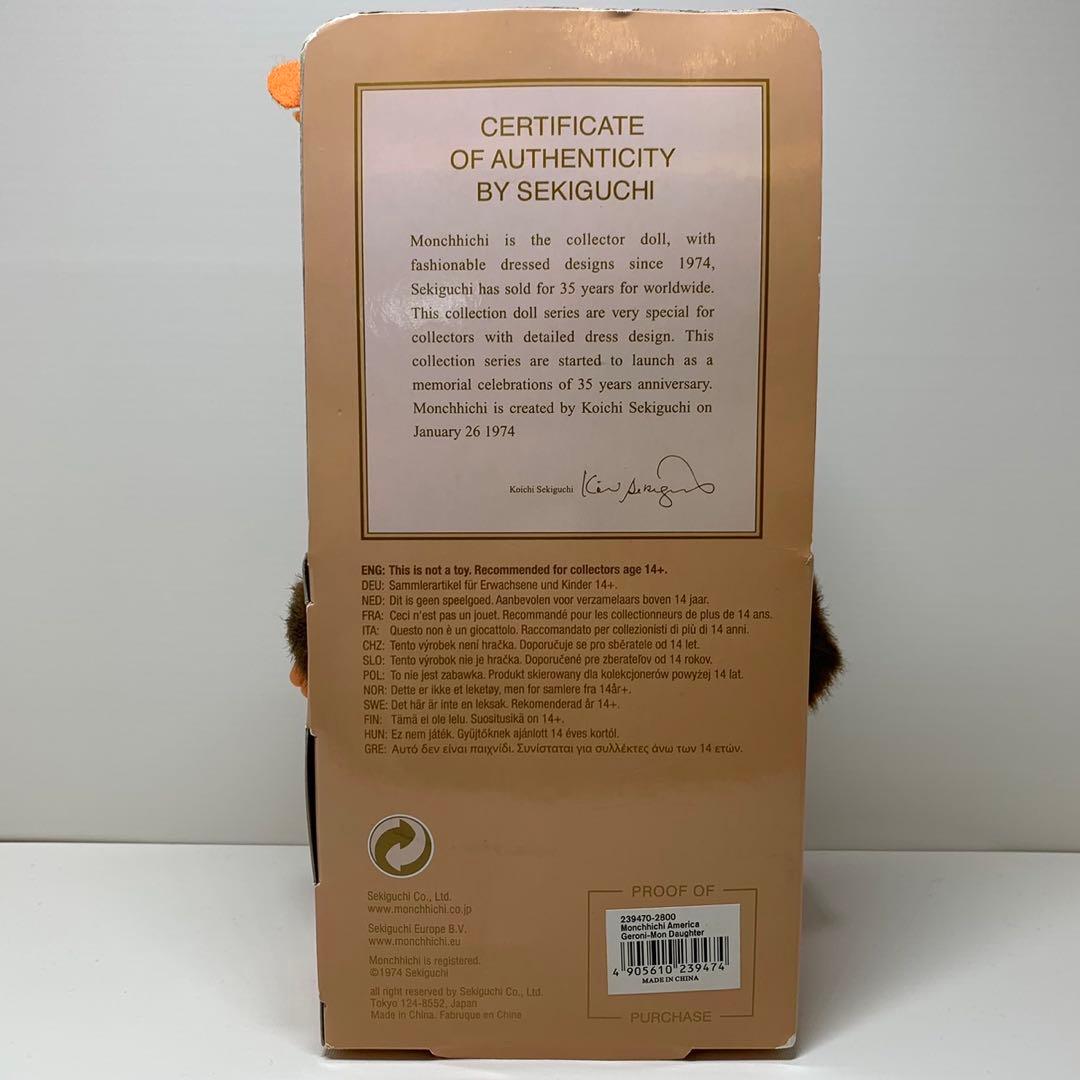 CERTIFICATE
OF AUTHENTICITY
BY SEKIGUCHI
Monchhichi is the collector doll, with
fashionable dressed designs since 1974,
Sekiguchi has sold for 35 years for worldwide.
This collection doll series are very special for
collectors with detailed dress design. This
collection series are started to launch as a
memorial celebrations of 35 years anniversary.
Monchhichi is created by Koichi Sekiguchi on
January 26 1974
Koichi Sekiguchi
ENG: This is not a toy. Recommended for collectors age 14+.
DEU: Sammlerartikel für Erwachsene und Kinder 14+.
NED: Dit is geen speelgoed. Aanbevolen voor verzamelaars boven 14 jaar.
FRA: Ceci n'est pas un jouet. Recommandé pour les collectionneurs de plus de 14 ans.
ITA: Questo non è un giocattolo. Raccomandato per collezionisti di più di 14 anni.
CHZ: Tento výrobek není hračka. Doporučuje se pro sběratele od 14 let.
SLO: Tento výrobok nie je hračka. Doporučené pre zberateľov od 14 rokov.
POL: To nie jest zabawka. Produkt skierowany dla kolekcjonerów powyżej 14 lat.
NOR: Dette er ikke et leketøy, men for samlere fra 14år+.
SWE: Det här är inte en leksak. Rekomenderad år 14+.
FIN: Tämä ei ole lelu. Suositusikä on 14+.
HUN: Ez nem játék. Gyüjtőknek ajánlott 14 éves kortól.
GRE: Αυτό δεν είναι παιχνίδι. Συνίσταται για συλλέκτες άνω των 14 ετών.
Sekiguchi Co., Ltd.
www.monchhichi.co.jp
Sekiguchi Europe B.V.
www.monchhichi.eu
Monchhichi is registered.
©1974 Sekiguchi
all right reserved by Sekiguchi Co., Ltd.
Tokyo 124-8552, Japan
Made in China. Fabruque en Chine
PROOF OF
239470-2800
Monchhichi America
Geroni-Mon Daughter
4 905610 239474
MADE IN CHINA
PURCHASE